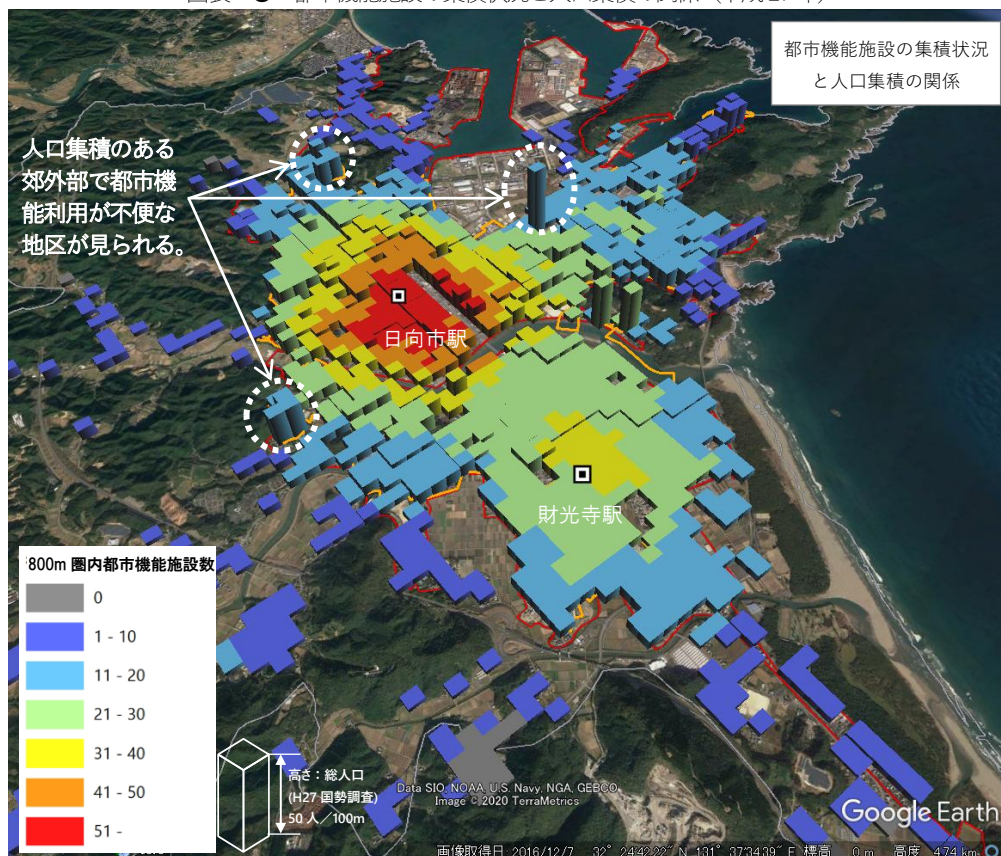 都市機能施設の集積状況
と人口集積の関係
人口集積のある
郊外部で都市機
能利用が不便な
地区が見られる。
日向市駅
財光寺駅
800m 圏内都市機能施設数
0
1 - 10
11 - 20
21 - 30
31 - 40
41 - 50
51 -
高さ：総人口
(H27 国勢調査)
50 人／100m
Data SIO, NOAA, U.S. Navy, NGA, GEBCO
Image © 2020 TerraMetrics
Google Earth
画像取得日: 2016/12/7 32° 24'42.22" N 131° 37'34.39" E 標高 0 m 高度 4.74 km